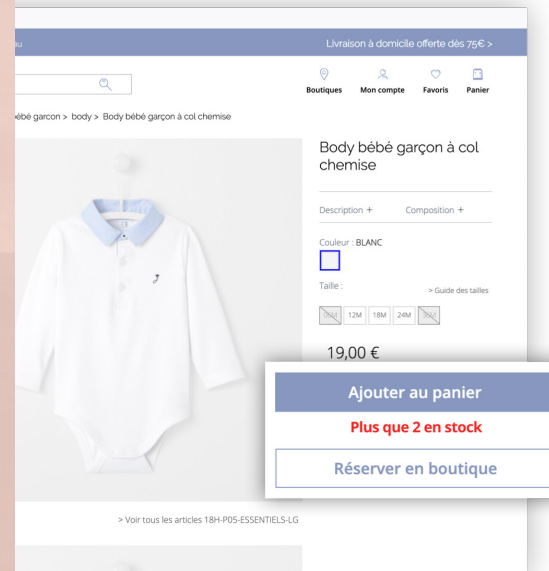 au
Livraison à domicile offerte dès 75€ >
Boutiques Mon compte Favoris Panier
ébé garcon > body > Body bébé garçon à col chemise
Body bébé garçon à col
chemise
Description + Composition +
Couleur : BLANC
Taille :
> Guide des tailles
12M 18M 24M
19,00 €
Ajouter au panier
Plus que 2 en stock
Réserver en boutique
> Voir tous les articles 18H-P05-ESSENTIELS-LG